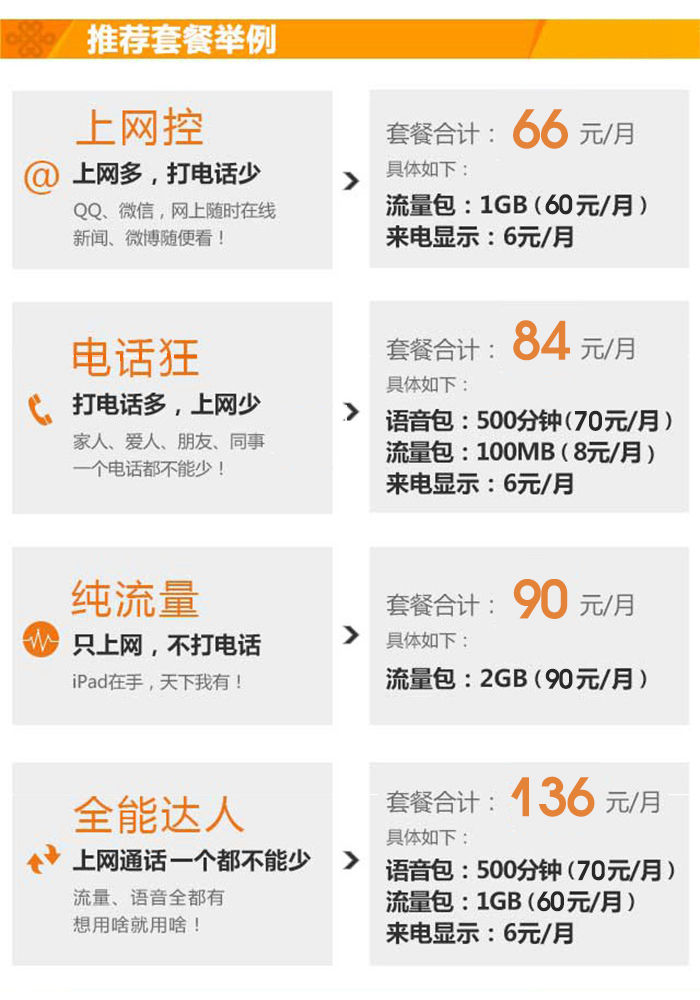 推荐套餐举例
上网控
@ 上网多，打电话少
QQ、微信，网上随时在线
新闻、微博随便看！
套餐合计： 66 元/月
具体如下：
流量包：1GB（60元/月）
来电显示：6元/月
电话狂
打电话多，上网少
家人、爱人、朋友、同事
一个电话都不能少！
套餐合计： 84 元/月
具体如下：
语音包：500分钟（70元/月）
流量包：100MB（8元/月）
来电显示：6元/月
纯流量
只上网，不打电话
iPad在手，天下我有！
套餐合计： 90 元/月
具体如下：
流量包：2GB（90元/月）
全能达人
上网通话一个都不能少
流量、语音全都有
想用啥就用啥！
套餐合计： 136 元/月
具体如下：
语音包：500分钟（70元/月）
流量包：1GB（60元/月）
来电显示：6元/月